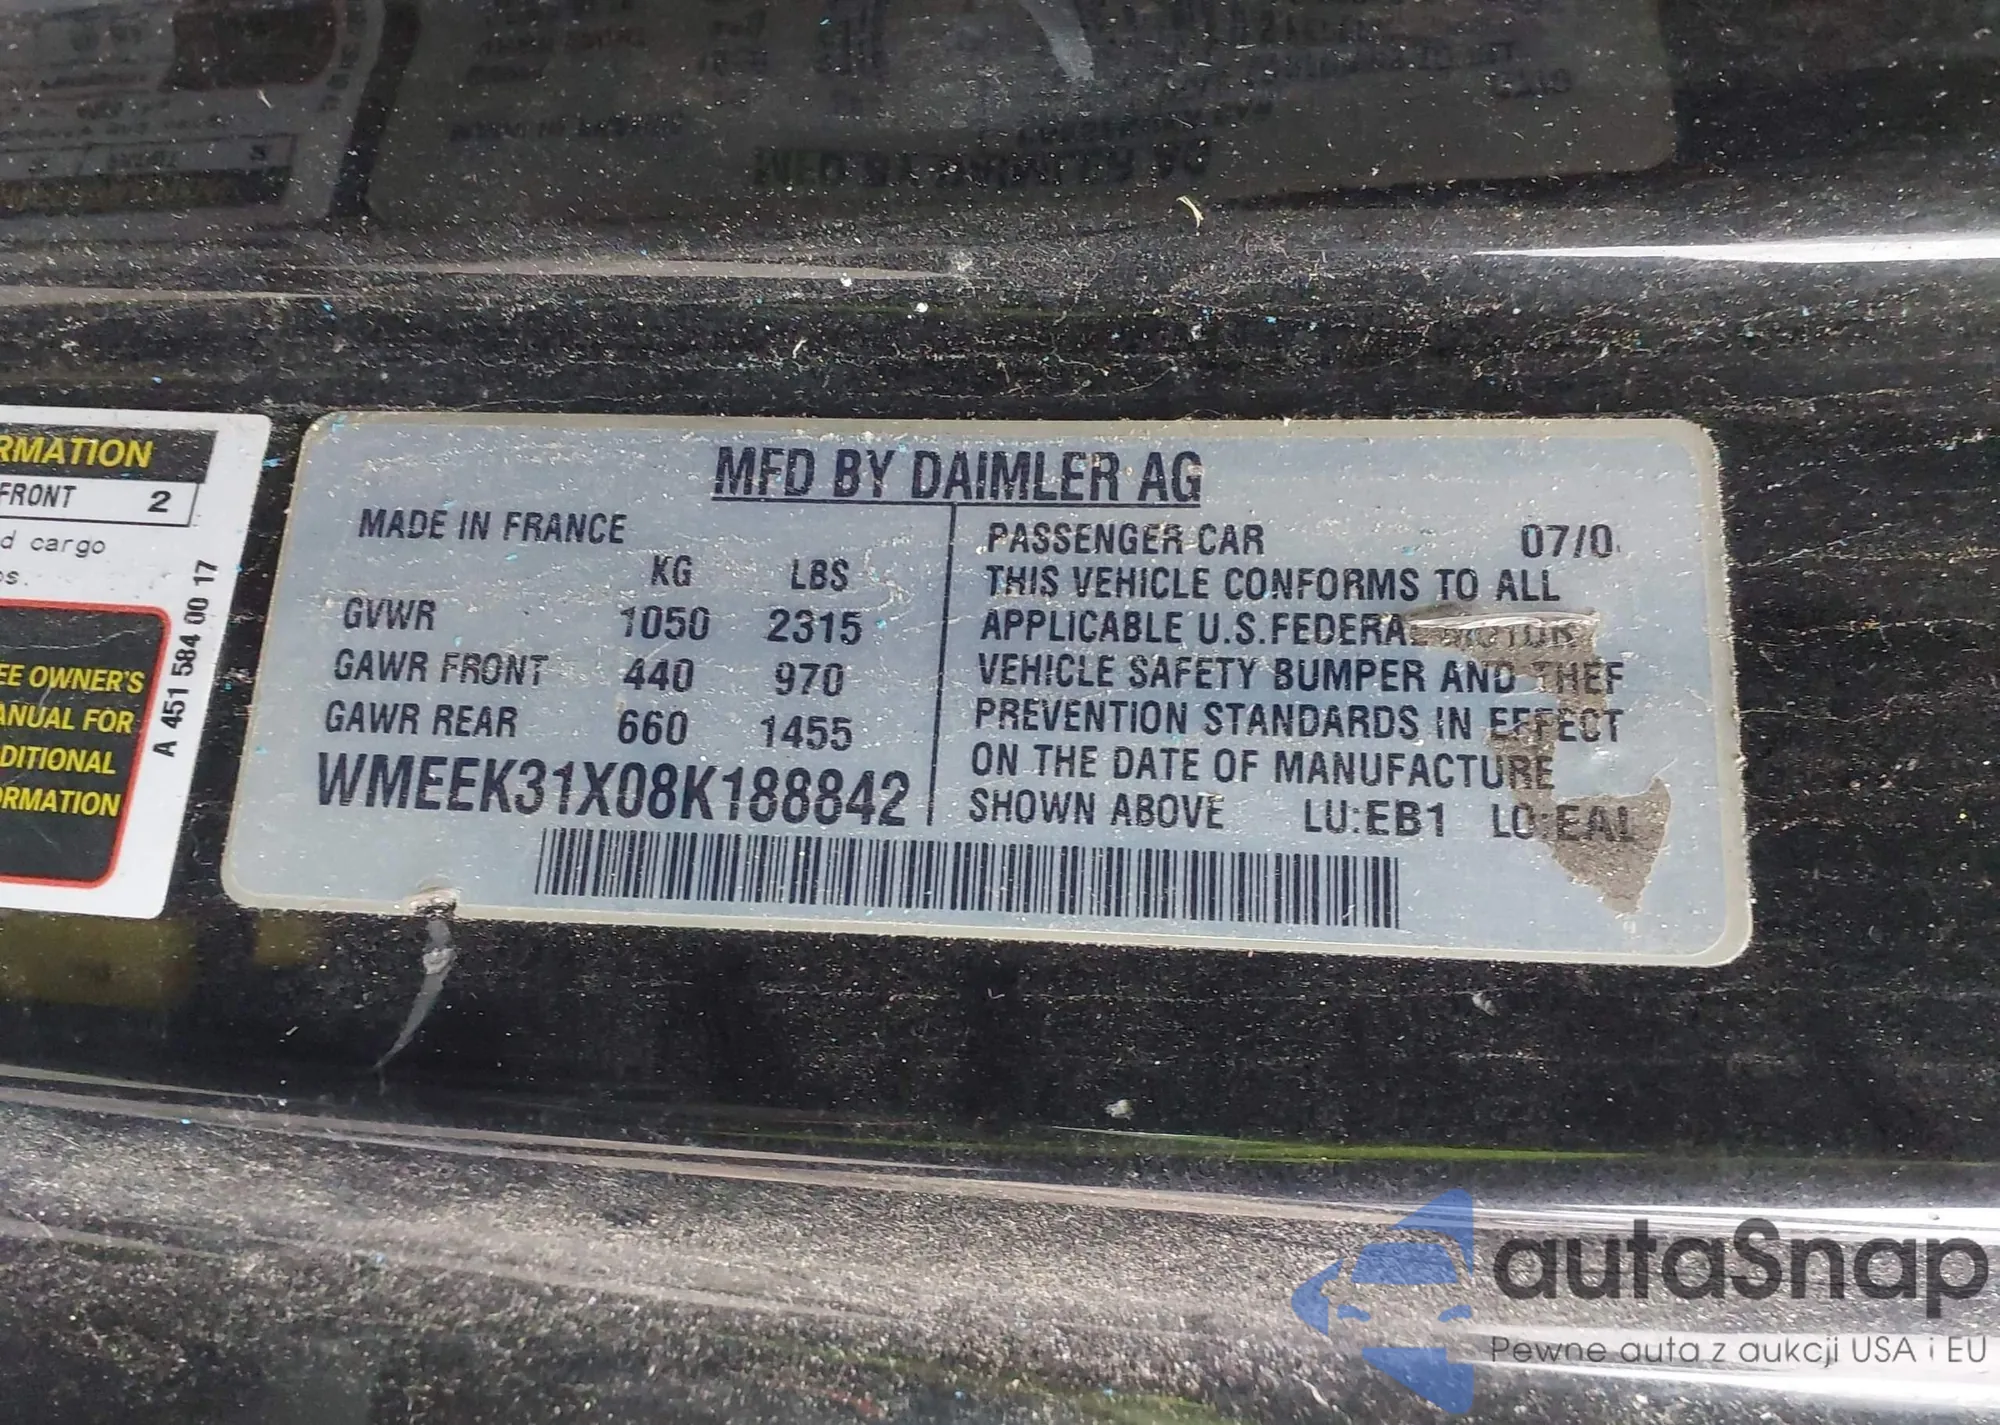 RMATION
FRONT 2
d cargo
os.
EE OWNER'S
ANUAL FOR
DITIONAL
ORMATION
A 451 584 00 17
MFD BY DAIMLER AG
MADE IN FRANCE
KG LBS
GVWR 1050 2315
GAWR FRONT 440 970
GAWR REAR 660 1455
WMEEK31X08K188842
PASSENGER CAR 07/0
THIS VEHICLE CONFORMS TO ALL
APPLICABLE U.S.FEDERAL MOTOR
VEHICLE SAFETY BUMPER AND THEF
PREVENTION STANDARDS IN EFFECT
ON THE DATE OF MANUFACTURE
SHOWN ABOVE LU:EB1 LO:EA1
autaSnap
Pewne auta z aukcji USA i EU